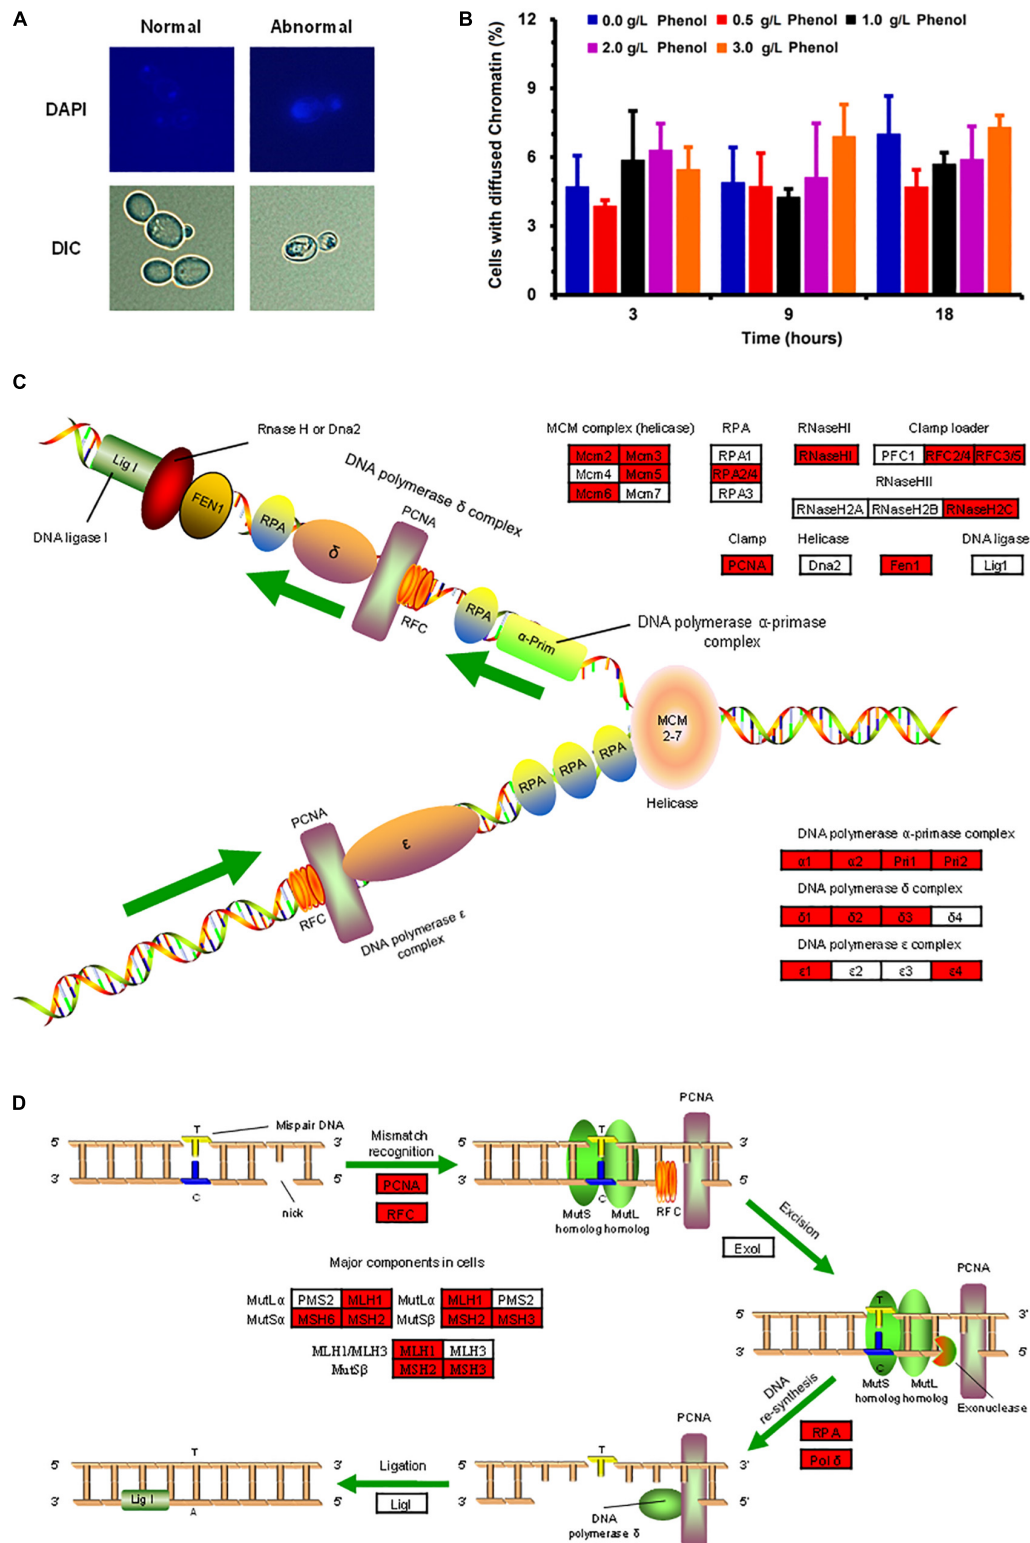 A
Normal
Abnormal
DAPI
DIC
B
Cells with diffused Chromatin (%)
12
9
6
3
0
0.0 g/L Phenol
0.5 g/L Phenol
1.0 g/L Phenol
2.0 g/L Phenol
3.0 g/L Phenol
3
9
18
Time (hours)
C
Lig I
Rnase H or Dna2
FEN1
DNA ligase I
RPA
δ
DNA polymerase δ complex
PCNA
RFC
RPA
α-Prim
DNA polymerase α-primase
complex
MCM
2-7
Helicase
RPA
RPA
RPA
PCNA
ε
RFC
DNA polymerase ε
complex
MCM complex (helicase)
Mcm2 Mcm3
Mcm4 Mcm5
Mcm6 Mcm7
RPA
RPA1
RPA2/4
RPA3
RNaseHI
RNaseHI
Clamp loader
PFC1 RFC2/4 RFC3/5
RNaseHII
RNaseH2A RNaseH2B RNaseH2C
Clamp
PCNA
Helicase
Dna2
Fen1
DNA ligase
Lig1
DNA polymerase α-primase complex
α1 α2 Pri1 Pri2
DNA polymerase δ complex
δ1 δ2 δ3 δ4
DNA polymerase ε complex
ε1 ε2 ε3 ε4
D
5' T Mispair DNA 3'
3' C nick 5'
Mismatch
recognition
PCNA
RFC
PCNA
5' T 3'
3' C 5'
MutS
homolog
MutL
homolog
RFC
Excision
ExoI
PCNA
5' T 3'
3' C 5'
MutS
homolog
MutL
homolog
Exonuclease
Major components in cells
MutLα PMS2 MLH1 MutLα MLH1 PMS2
MutSα MSH6 MSH2 MutSβ MSH2 MSH3
MLH1/MLH3 MLH1 MLH3
MutSβ MSH2 MSH3
DNA
re-synthesis
RPA
Pol δ
PCNA
5' T 3'
3' 5'
DNA
polymerase δ
Ligation
LigI
T
5' 3'
3' 5'
Lig I
A